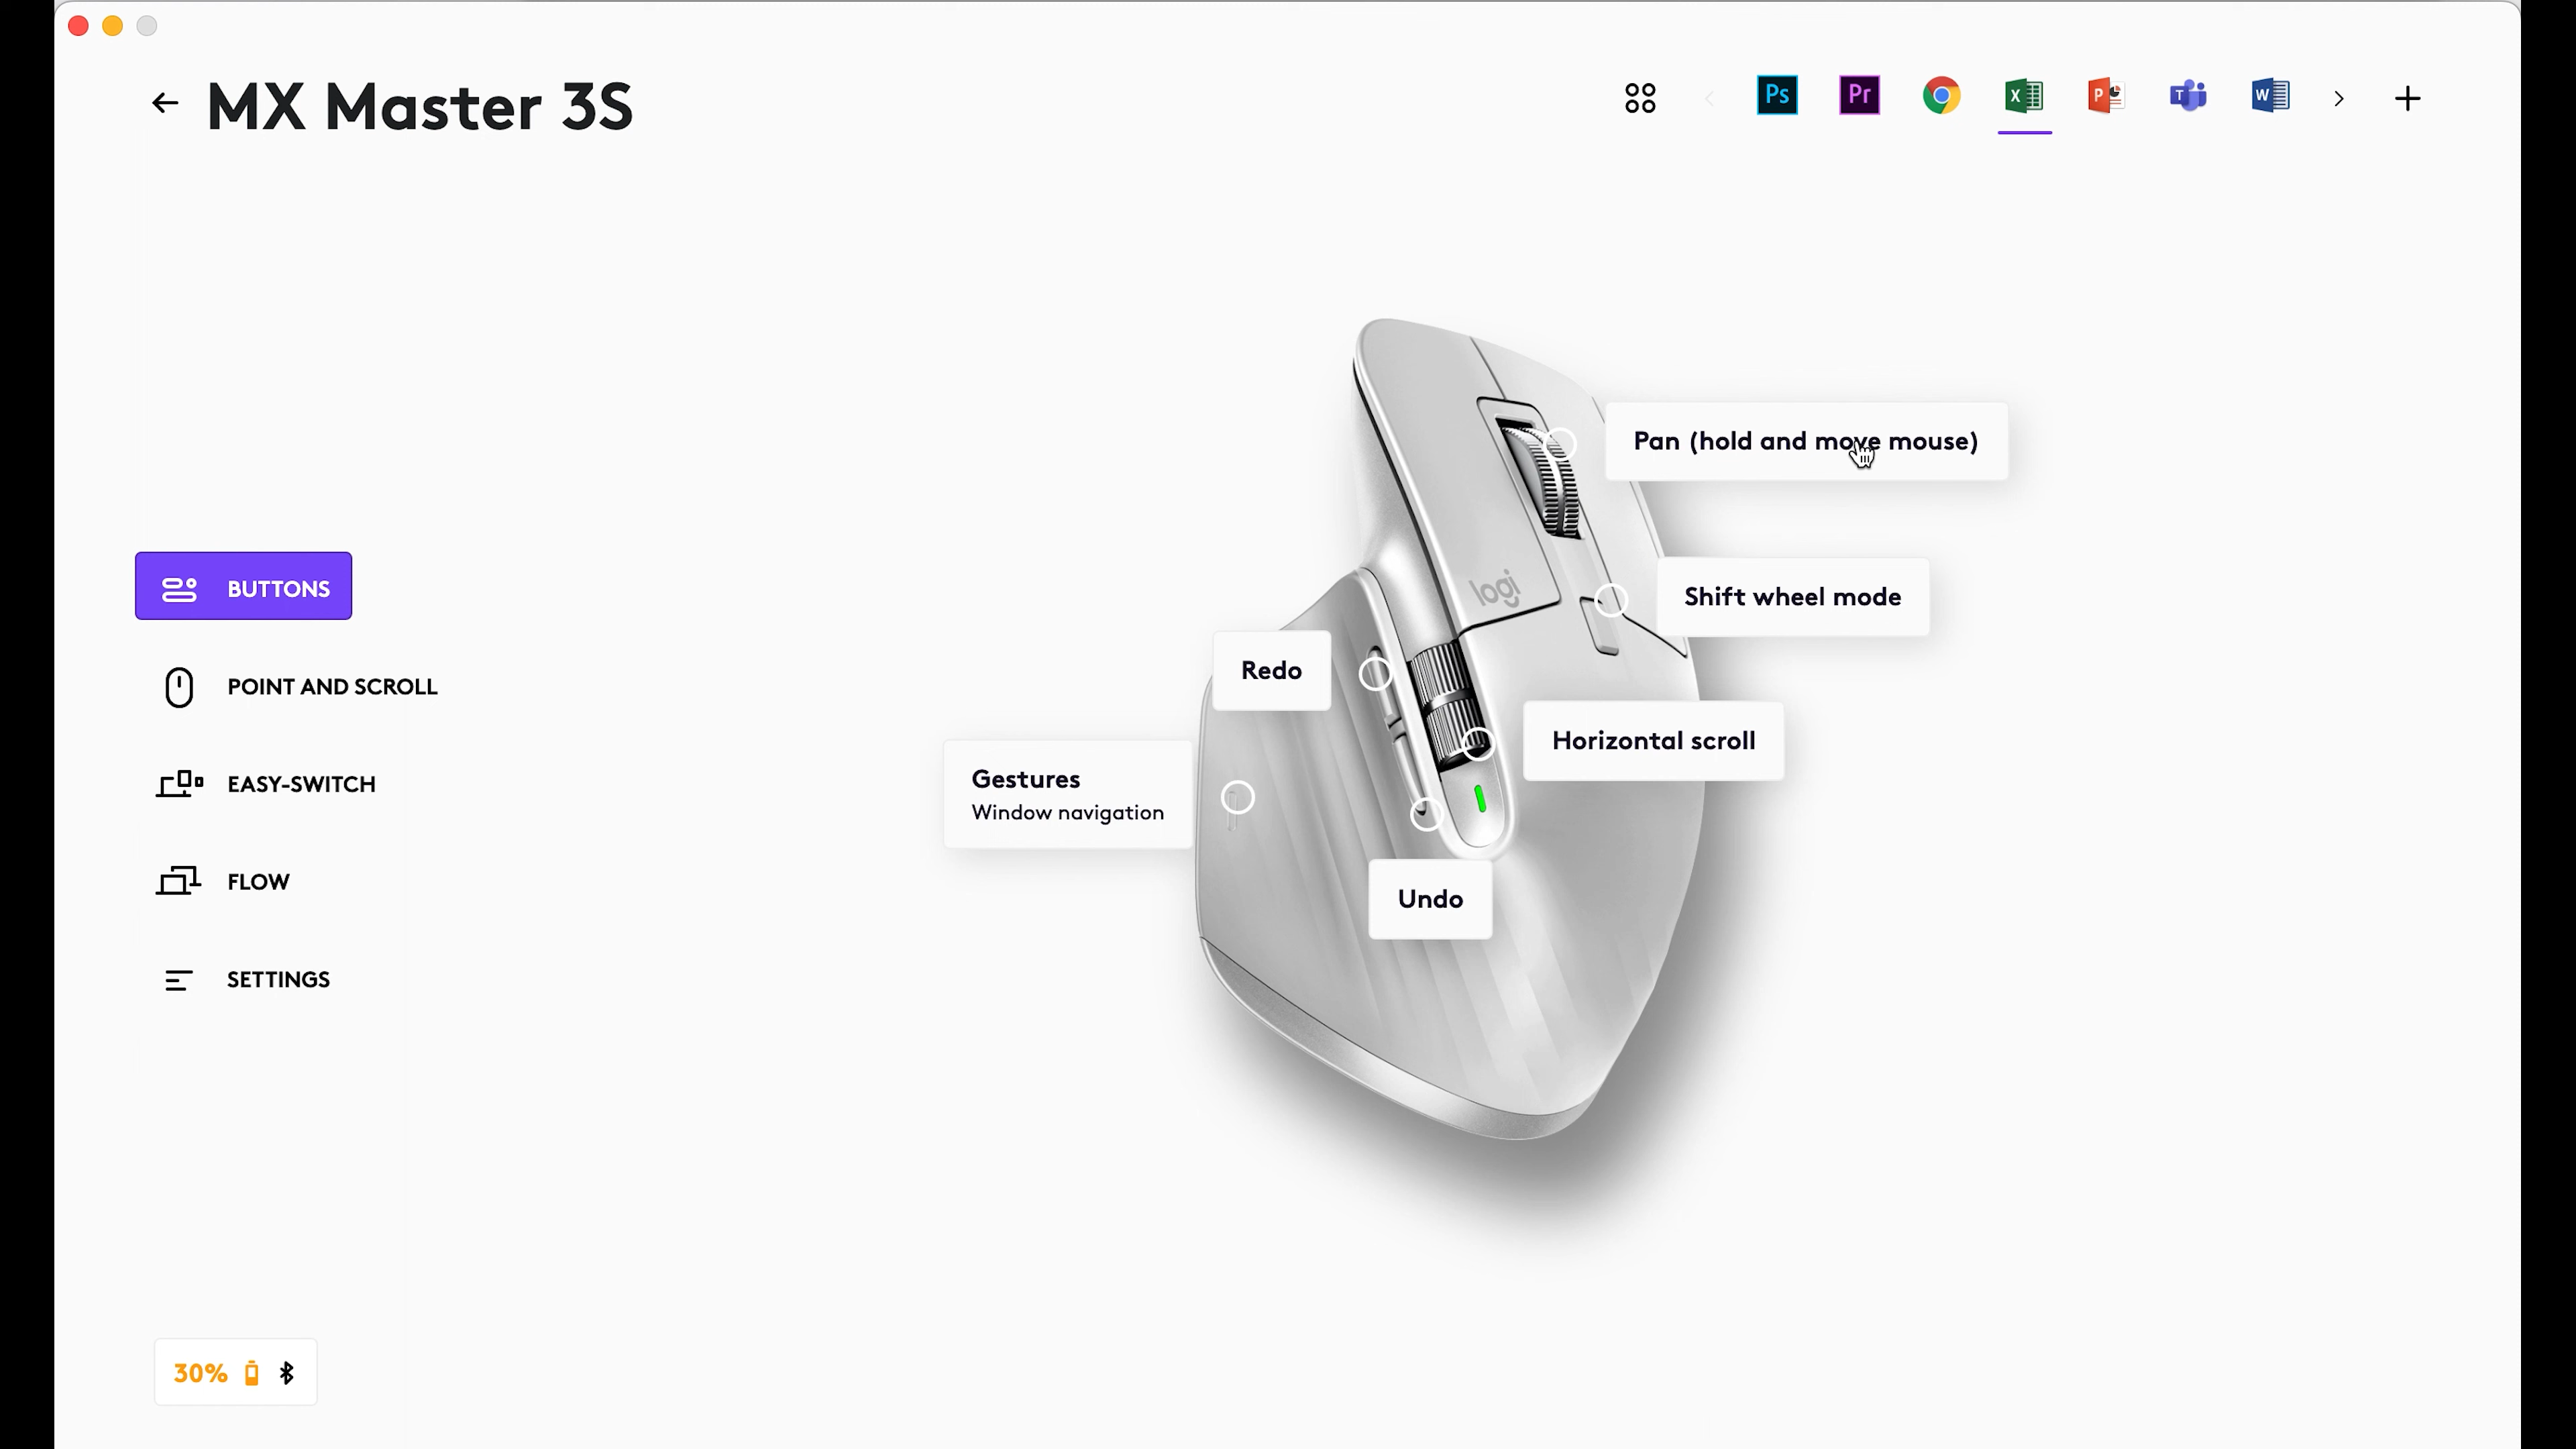 MX Master 3S
Ps
Pr
X
P
T
W
Pan (hold and move mouse)
logi
Shift wheel mode
BUTTONS
Redo
POINT AND SCROLL
Horizontal scroll
Gestures
Window navigation
EASY-SWITCH
FLOW
Undo
SETTINGS
30%